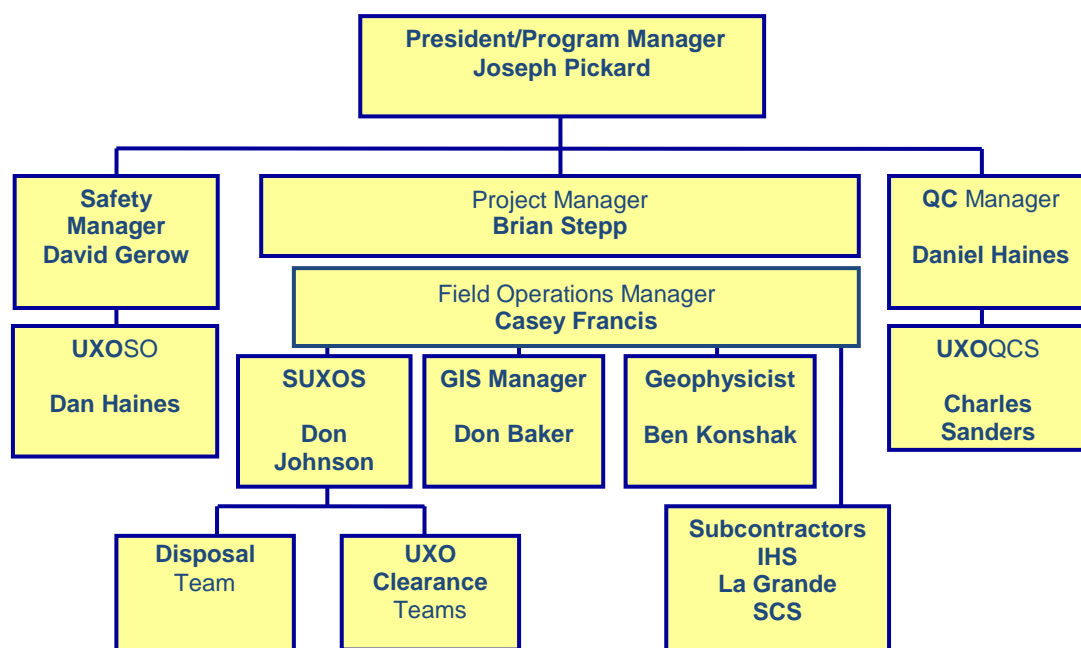 President/Program Manager
Joseph Pickard
Safety
Manager
David Gerow
Project Manager
Brian Stepp
QC Manager
Daniel Haines
Field Operations Manager
Casey Francis
UXOSO
Dan Haines
SUXOS
Don
Johnson
GIS Manager
Don Baker
Geophysicist
Ben Konshak
UXOQCS
Charles
Sanders
Disposal
Team
UXO
Clearance
Teams
Subcontractors
IHS
La Grande
SCS